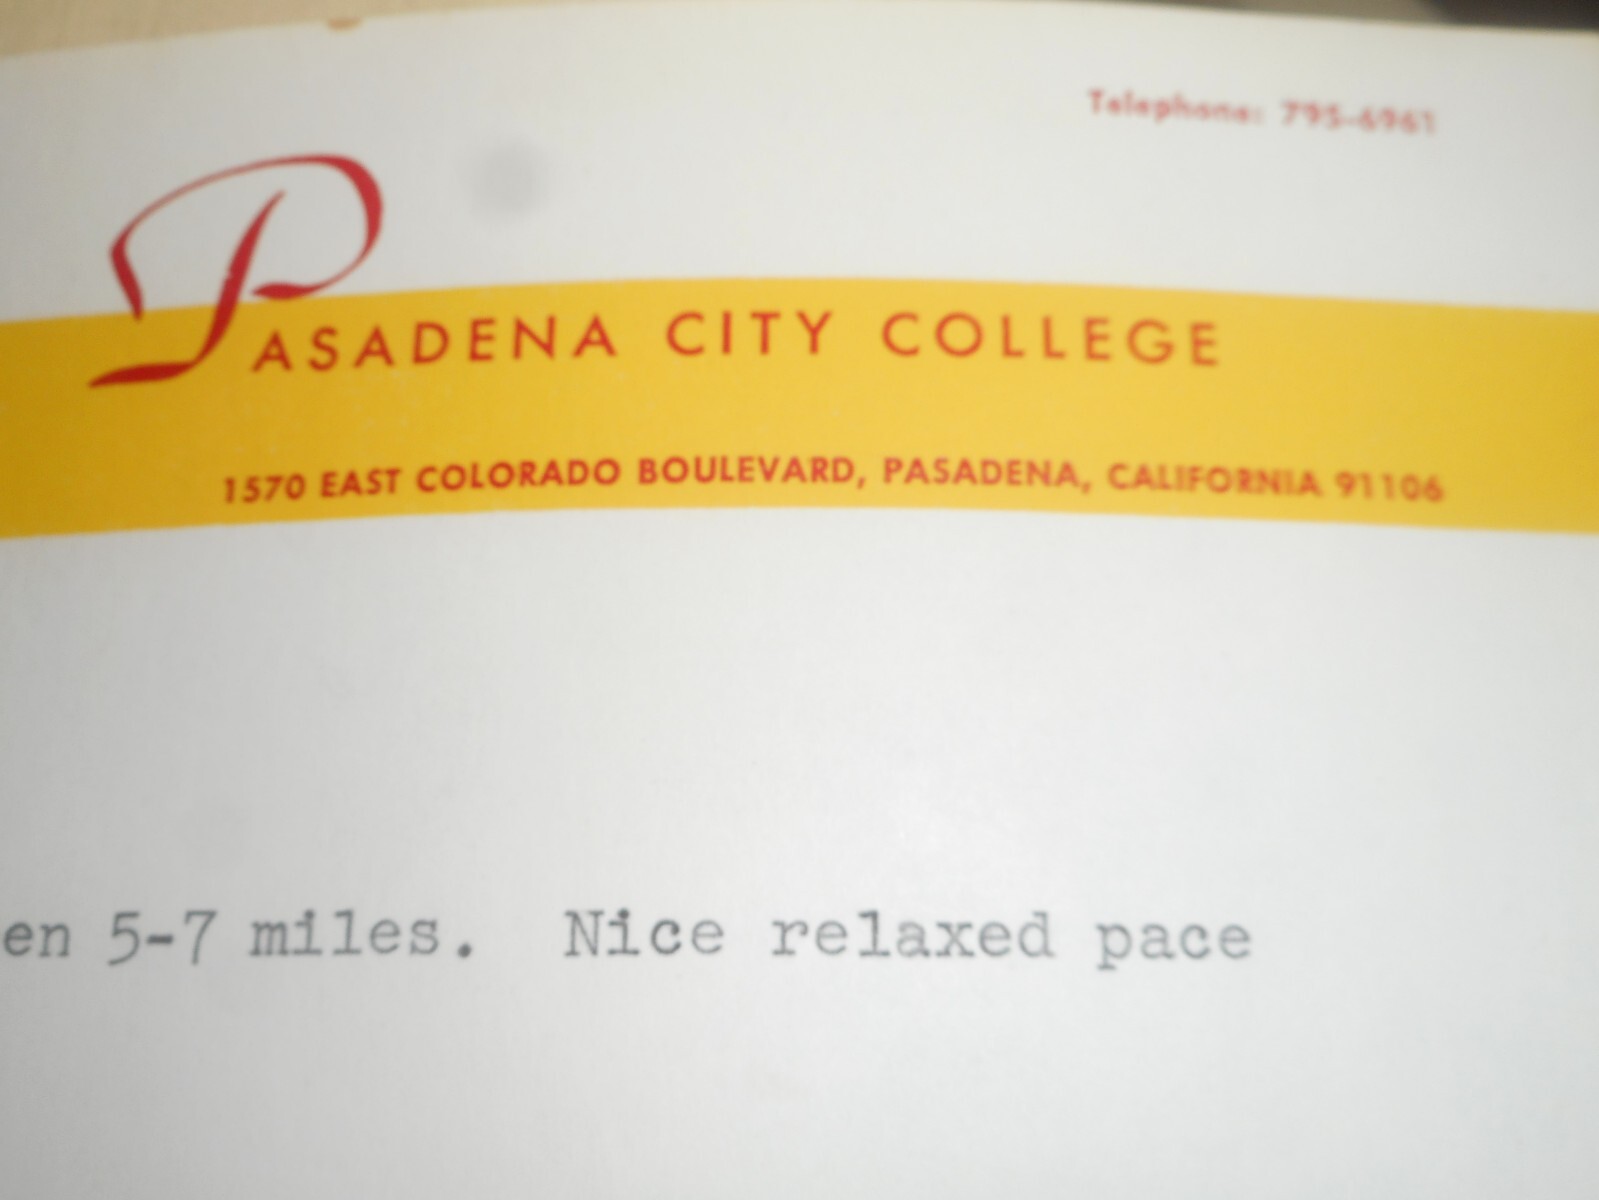 Telephone: 795-6961
PASADENA CITY COLLEGE
1570 EAST COLORADO BOULEVARD, PASADENA, CALIFORNIA 91106
en 5-7 miles. Nice relaxed pace